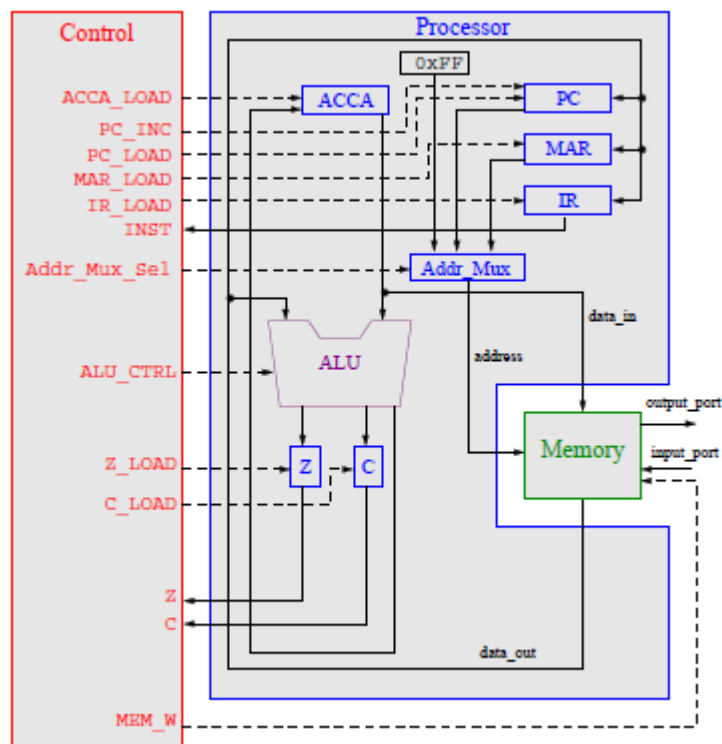 Control
Processor
0xFF
ACCA_LOAD
ACCA
PC
PC_INC
PC_LOAD
MAR
MAR_LOAD
IR
IR_LOAD
INST
Addr_Mux_Sel
Addr_Mux
data_in
address
ALU
ALU_CTRL
output_port
Memory
input_port
Z_LOAD
Z
C
C_LOAD
Z
C
data_out
MEM_W